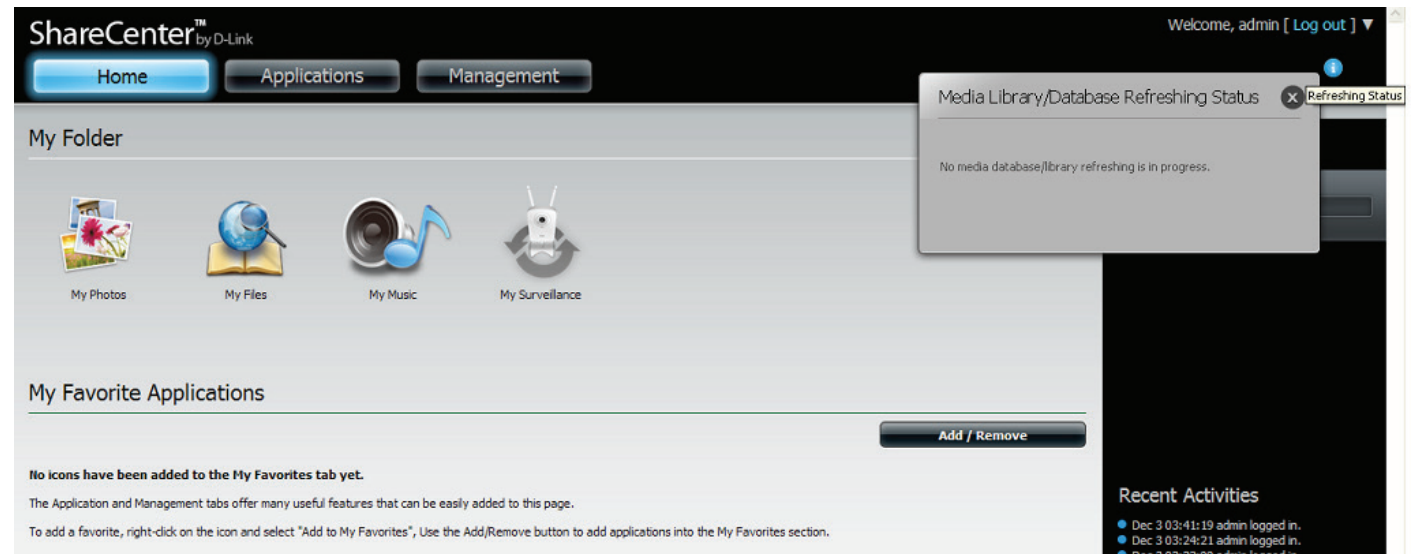 ShareCenter™ by D-Link
Welcome, admin [ Log out ] ▼
Home
Applications
Management
Media Library/Database Refreshing Status
Refreshing Status
No media database/library refreshing is in progress.
My Folder
My Photos
My Files
My Music
My Surveillance
My Favorite Applications
Add / Remove
No icons have been added to the My Favorites tab yet.
The Application and Management tabs offer many useful features that can be easily added to this page.
To add a favorite, right-click on the icon and select "Add to My Favorites", Use the Add/Remove button to add applications into the My Favorites section.
Recent Activities
Dec 3 03:41:19 admin logged in.
Dec 3 03:24:21 admin logged in.